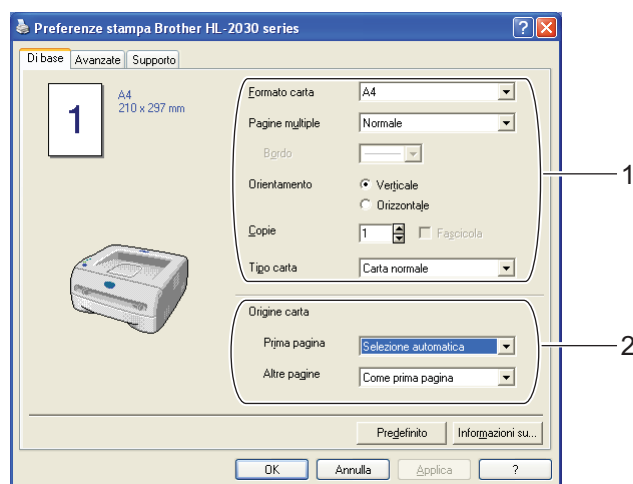 Preferenze stampa Brother HL-2030 series
Di base Avanzate Supporto
1
A4
210 x 297 mm
Formato carta A4
Pagine multiple Normale
Bordo
Orientamento Verticale
Orizzontale
Copie 1 Fascicola
Tipo carta Carta normale
1
Origine carta
Prima pagina Selezione automatica
2
Altre pagine Come prima pagina
Predefinito Informazioni su...
OK Annulla Applica ?